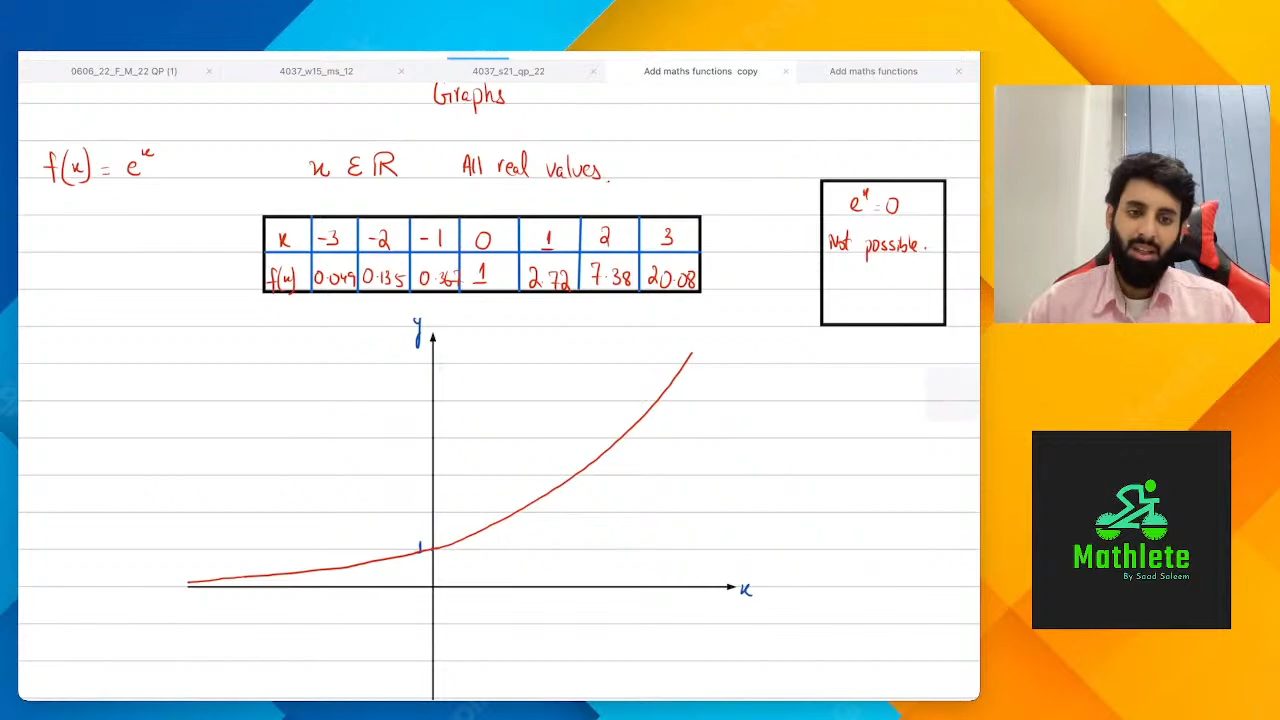 0606_22_F_M_22 QP (1) × 4037_w15_ms_12 × 4037_s21_qp_22 × Add maths functions copy × Add maths functions ×
Graphs
f(x) = e^x x ∈ ℝ All real values.
e^x = 0
Not possible.
x -3 -2 -1 0 1 2 3
f(x) 0.049 0.135 0.367 1 2.72 7.38 20.08
y
1
x
Mathlete
By Saad Saleem